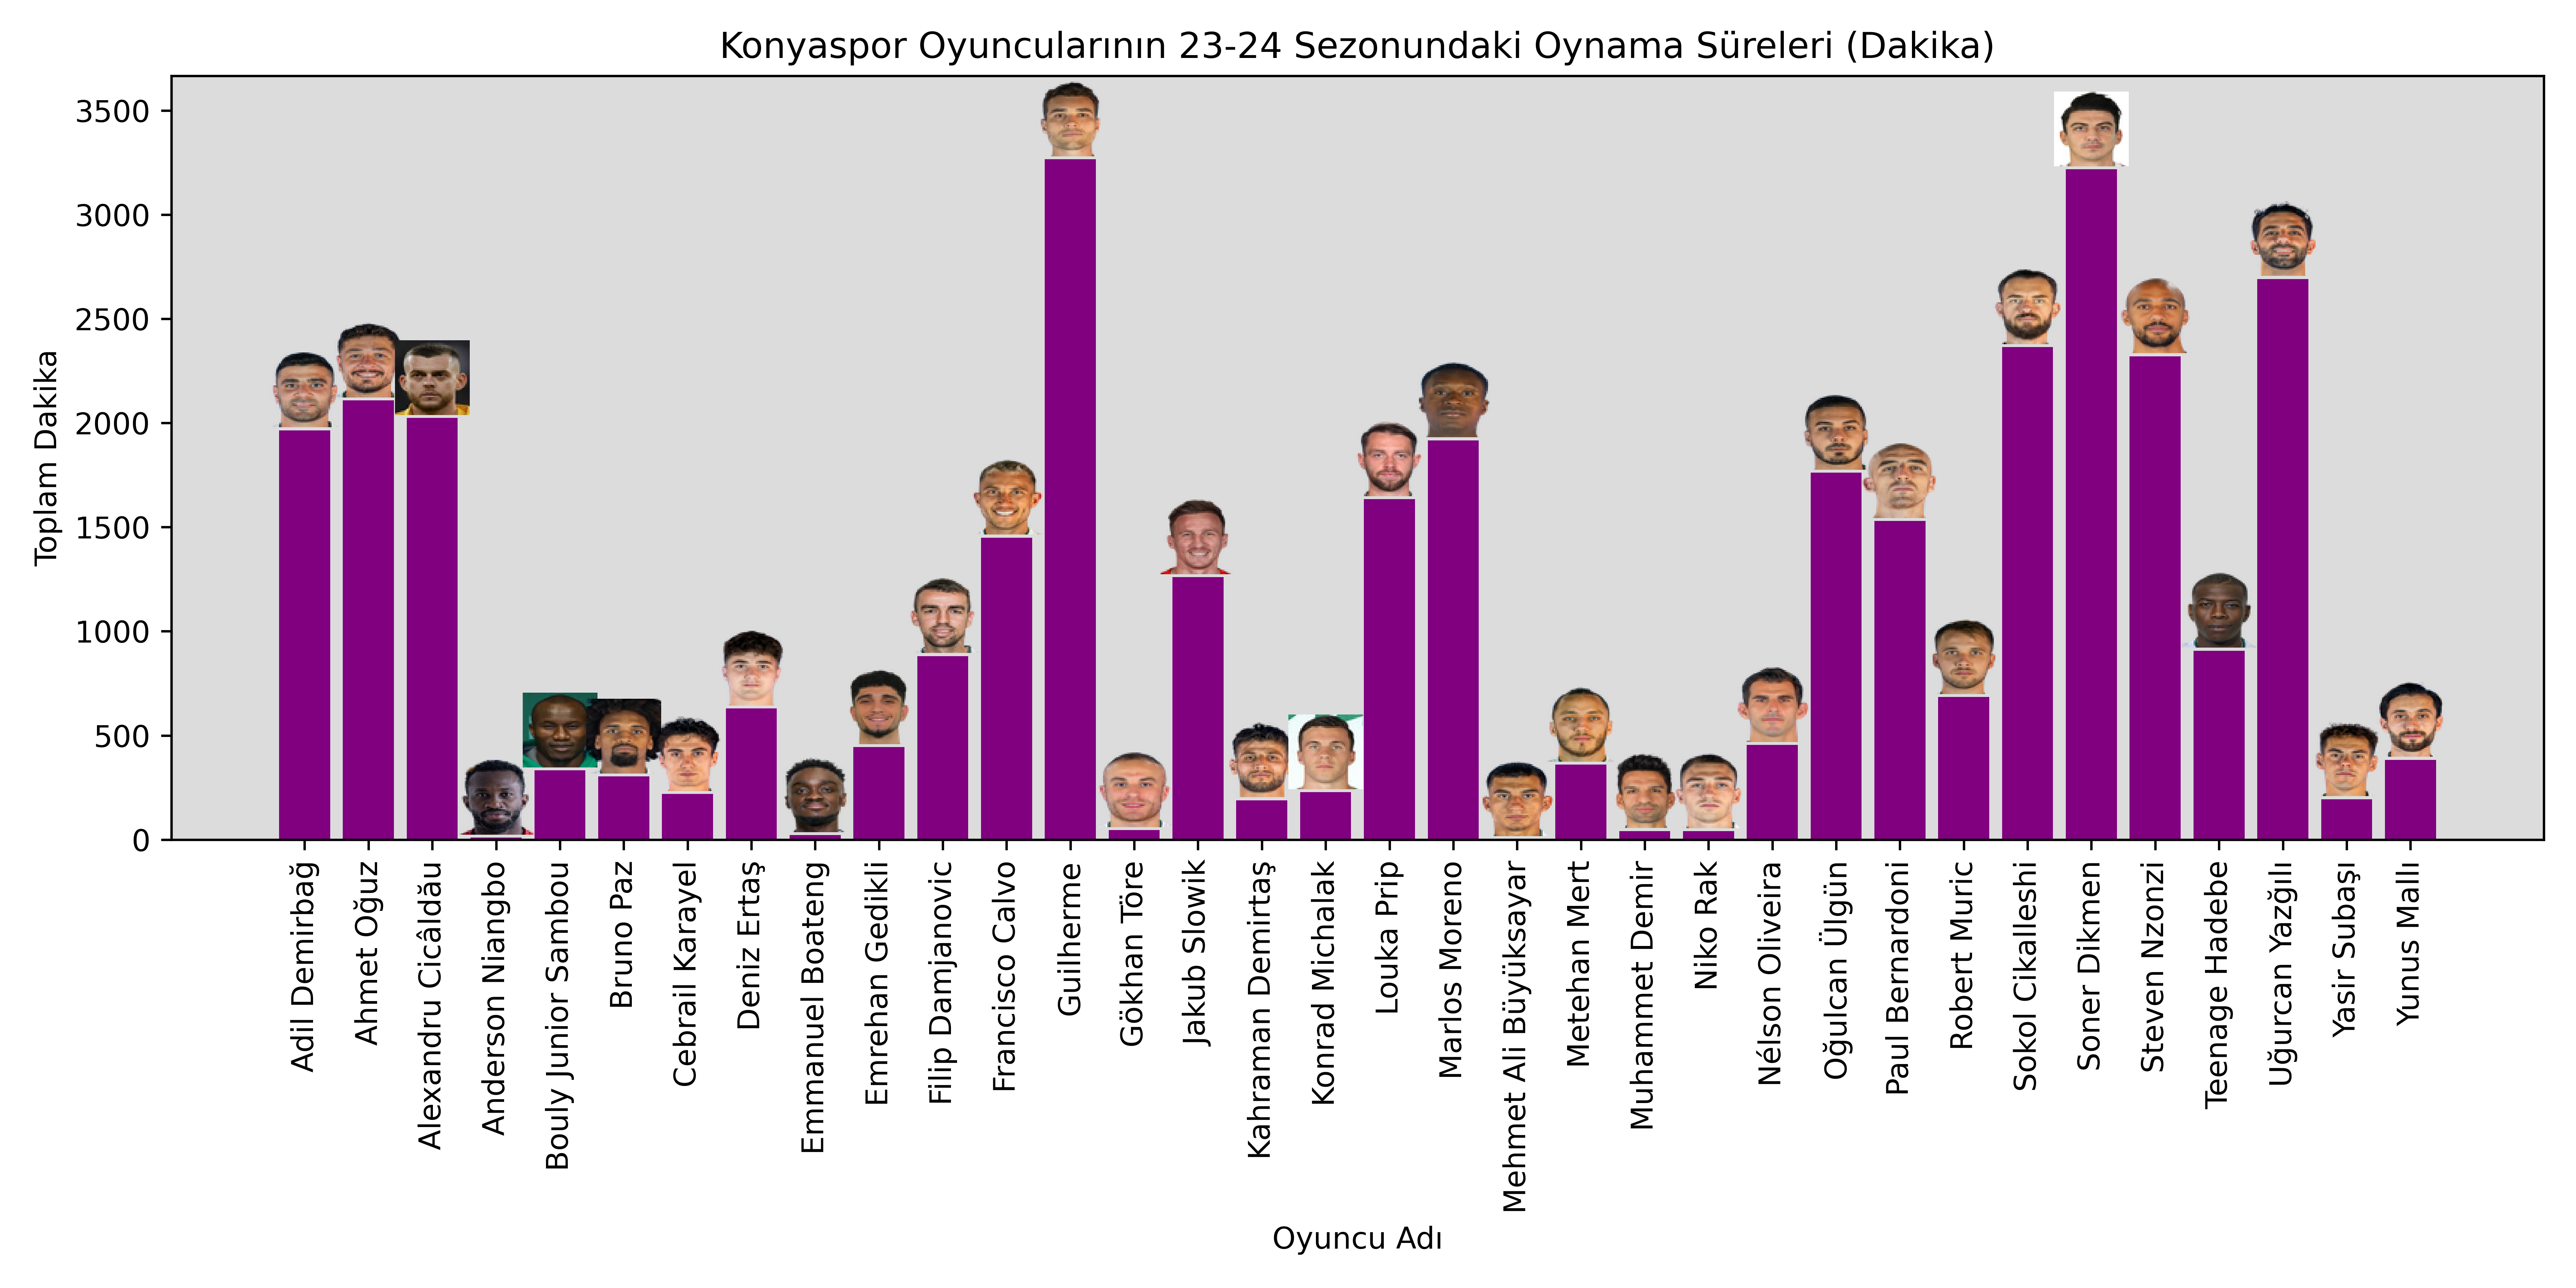 Konyaspor Oyuncularının 23-24 Sezonundaki Oynama Süreleri (Dakika)
Toplam Dakika
3500
3000
2500
2000
1500
1000
500
0
Adil Demirbağ
Ahmet Oğuz
Alexandru Cicâldău
Anderson Niangbo
Bouly Junior Sambou
Bruno Paz
Cebrail Karayel
Deniz Ertaş
Emmanuel Boateng
Emrehan Gedikli
Filip Damjanovic
Francisco Calvo
Guilherme
Gökhan Töre
Jakub Slowik
Kahraman Demirtaş
Konrad Michalak
Louka Prip
Marlos Moreno
Mehmet Ali Büyüksayar
Metehan Mert
Muhammet Demir
Niko Rak
Nélson Oliveira
Oğulcan Ülgün
Paul Bernardoni
Robert Muric
Sokol Cikalleshi
Soner Dikmen
Steven Nzonzi
Teenage Hadebe
Uğurcan Yazğılı
Yasir Subaşı
Yunus Mallı
Oyuncu Adı